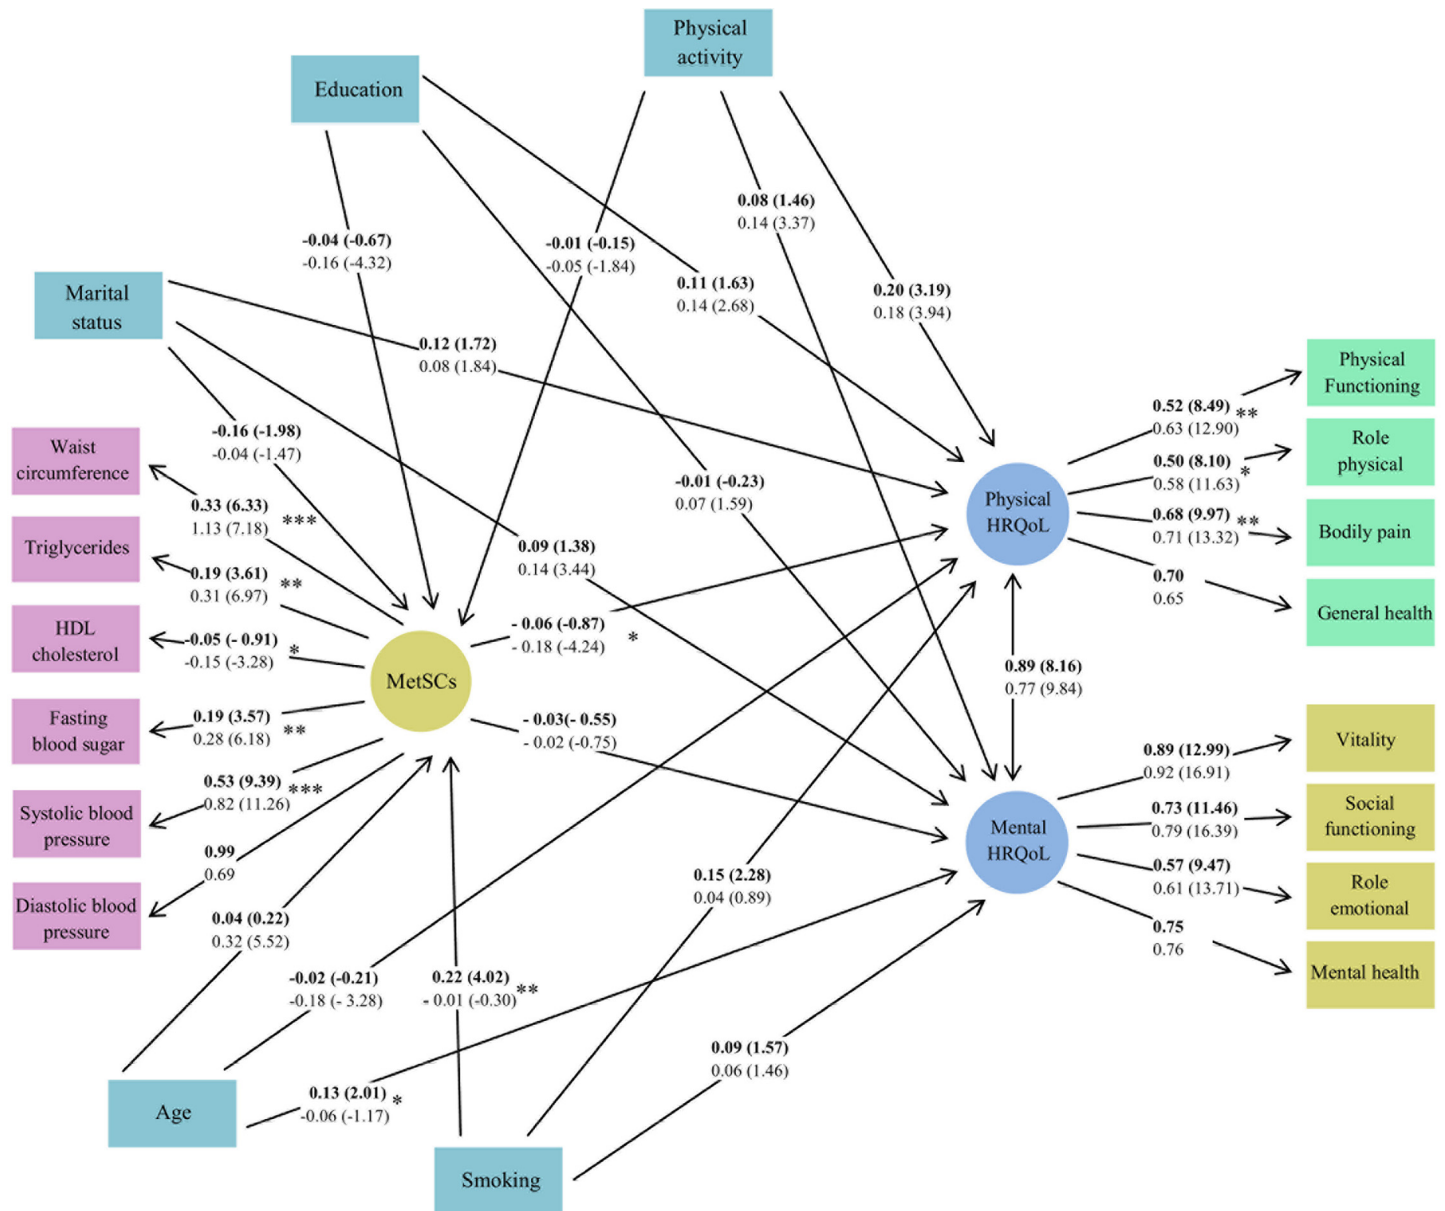 Physical
activity
Education
0.08 (1.46)
0.14 (3.37)
-0.04 (-0.67)
-0.16 (-4.32)
-0.01 (-0.15)
-0.05 (-1.84)
0.11 (1.63)
0.14 (2.68)
0.20 (3.19)
0.18 (3.94)
Marital
status
0.12 (1.72)
0.08 (1.84)
-0.16 (-1.98)
-0.04 (-1.47)
-0.01 (-0.23)
0.07 (1.59)
0.09 (1.38)
0.14 (3.44)
Waist
circumference
0.33 (6.33)
1.13 (7.18) ***
Triglycerides
0.19 (3.61)
0.31 (6.97) **
HDL
cholesterol
-0.05 (- 0.91)
-0.15 (-3.28) *
Fasting
blood sugar
0.19 (3.57)
0.28 (6.18) **
Systolic blood
pressure
0.53 (9.39)
0.82 (11.26) ***
Diastolic blood
pressure
0.99
0.69
MetSCs
- 0.06 (-0.87)
- 0.18 (-4.24) *
- 0.03(- 0.55)
- 0.02 (-0.75)
Physical
HRQoL
0.89 (8.16)
0.77 (9.84)
Mental
HRQoL
0.52 (8.49)
0.63 (12.90) **
Physical
Functioning
0.50 (8.10)
0.58 (11.63) *
Role
physical
0.68 (9.97)
0.71 (13.32) **
Bodily pain
0.70
0.65
General health
0.89 (12.99)
0.92 (16.91)
Vitality
0.73 (11.46)
0.79 (16.39)
Social
functioning
0.57 (9.47)
0.61 (13.71)
Role
emotional
0.75
0.76
Mental health
0.15 (2.28)
0.04 (0.89)
0.04 (0.22)
0.32 (5.52)
-0.02 (-0.21)
-0.18 (- 3.28)
0.22 (4.02)
- 0.01 (-0.30) **
0.09 (1.57)
0.06 (1.46)
0.13 (2.01)
-0.06 (-1.17) *
Age
Smoking